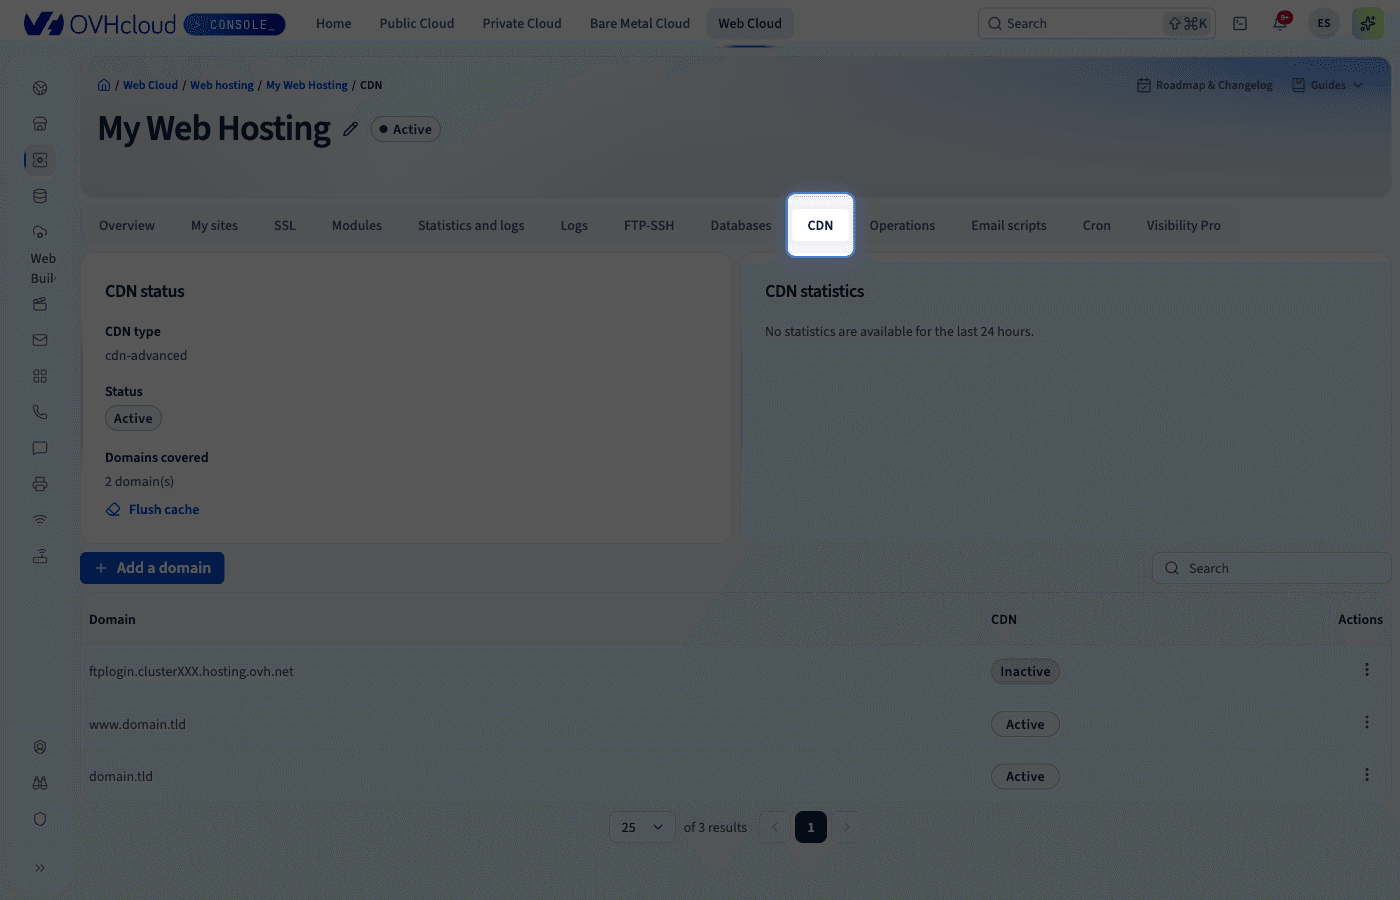 OVHcloud CONSOLE_ Home Public Cloud Private Cloud Bare Metal Cloud Web Cloud Search ⇧⌘K 9+ ES
/ Web Cloud / Web hosting / My Web Hosting / CDN Roadmap & Changelog Guides
My Web Hosting Active
Overview My sites SSL Modules Statistics and logs Logs FTP-SSH Databases CDN Operations Email scripts Cron Visibility Pro
Web
Buil
CDN status
CDN type
cdn-advanced
Status
Active
Domains covered
2 domain(s)
Flush cache
CDN statistics
No statistics are available for the last 24 hours.
+ Add a domain Search
Domain CDN Actions
ftplogin.clusterXXX.hosting.ovh.net Inactive
www.domain.tld Active
domain.tld Active
25 of 3 results 1